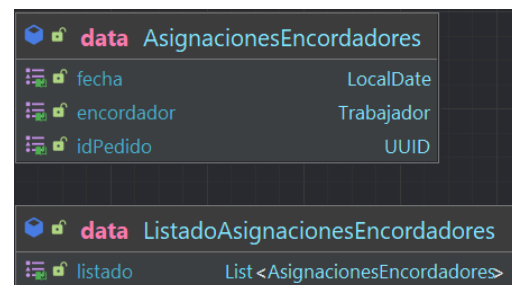 data AsignacionesEncordadores
fecha LocalDate
encordador Trabajador
idPedido UUID
data ListadoAsignacionesEncordadores
listado List<AsignacionesEncordadores>